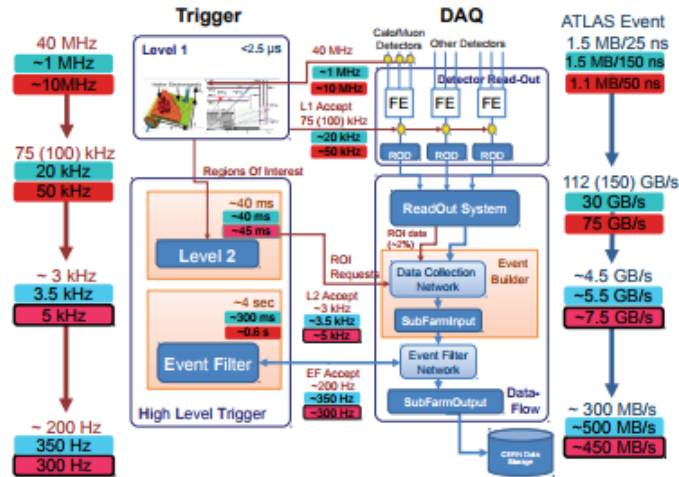 Trigger
DAQ
ATLAS Event
40 MHz
~1 MHz
~10MHz
75 (100) kHz
20 kHz
50 kHz
~ 3 kHz
3.5 kHz
5 kHz
~ 200 Hz
350 Hz
300 Hz
Level 1
<2.5 µs
Regions Of Interest
~40 ms
~40 ms
~45 ms
Level 2
~4 sec
~300 ms
~0.6 s
Event Filter
High Level Trigger
40 MHz
~1 MHz
~ 10 MHz
L1 Accept
75 (100) kHz
~20 kHz
~50 kHz
ROI
Requests
L2 Accept
~3 kHz
~3.5 kHz
~5 kHz
EF Accept
~200 Hz
~350 Hz
~300 Hz
Calo/Muon
Detectors
Other Detectors
Detector Read-Out
FE
FE
FE
ROD
ROD
ROD
ReadOut System
ROI data
(~2%)
Event
Builder
Data Collection
Network
SubFarmInput
Event Filter
Network
SubFarmOutput
Data-
Flow
CERN Data
Storage
1.5 MB/25 ns
1.5 MB/150 ns
1.1 MB/50 ns
112 (150) GB/s
30 GB/s
75 GB/s
~4.5 GB/s
~5.5 GB/s
~7.5 GB/s
~ 300 MB/s
~500 MB/s
~450 MB/s